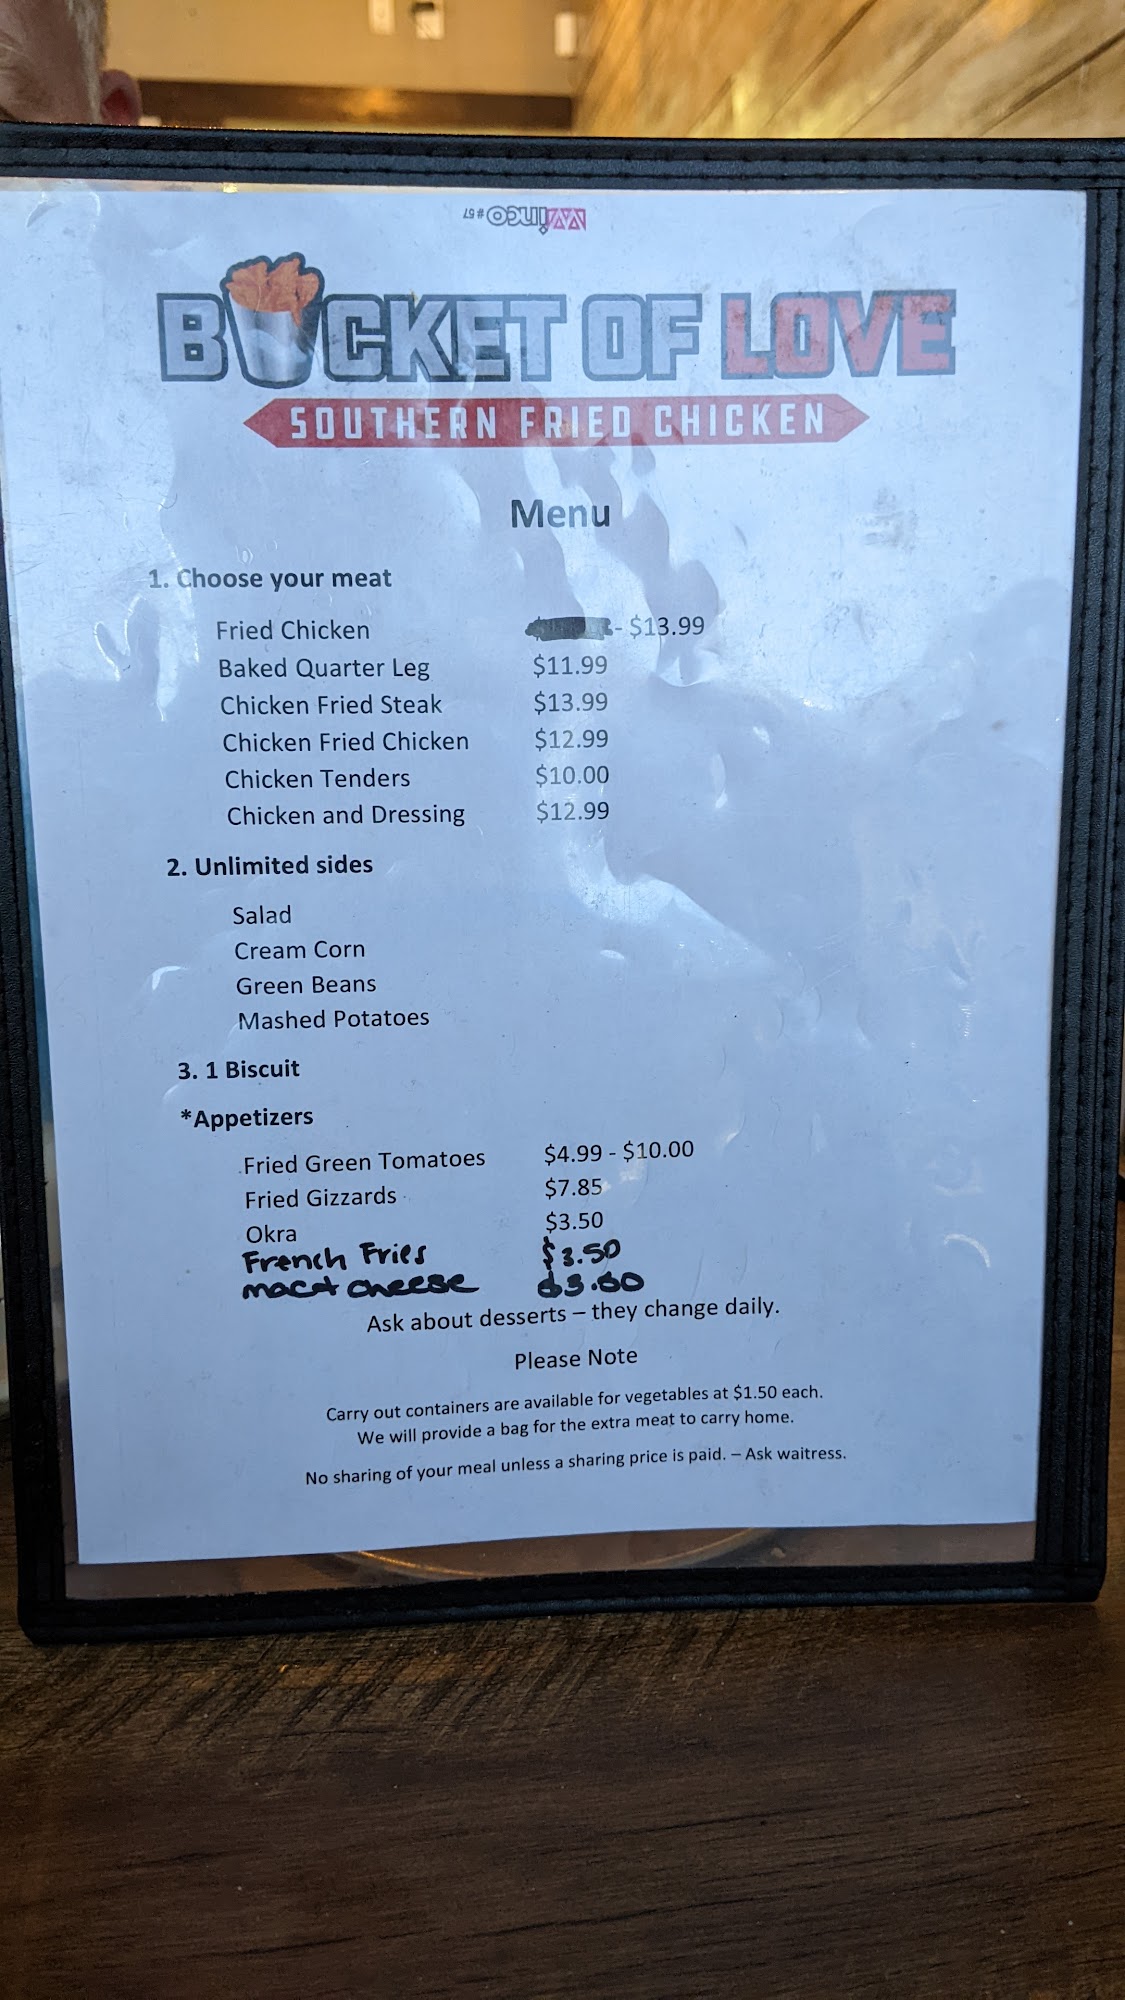 Winco #57
BUCKET OF LOVE
SOUTHERN FRIED CHICKEN
Menu
1. Choose your meat
Fried Chicken - $13.99
Baked Quarter Leg $11.99
Chicken Fried Steak $13.99
Chicken Fried Chicken $12.99
Chicken Tenders $10.00
Chicken and Dressing $12.99
2. Unlimited sides
Salad
Cream Corn
Green Beans
Mashed Potatoes
3. 1 Biscuit
*Appetizers
Fried Green Tomatoes $4.99 - $10.00
Fried Gizzards $7.85
Okra $3.50
French Fries $3.50
mac + cheese $3.50
Ask about desserts – they change daily.
Please Note
Carry out containers are available for vegetables at $1.50 each.
We will provide a bag for the extra meat to carry home.
No sharing of your meal unless a sharing price is paid. – Ask waitress.